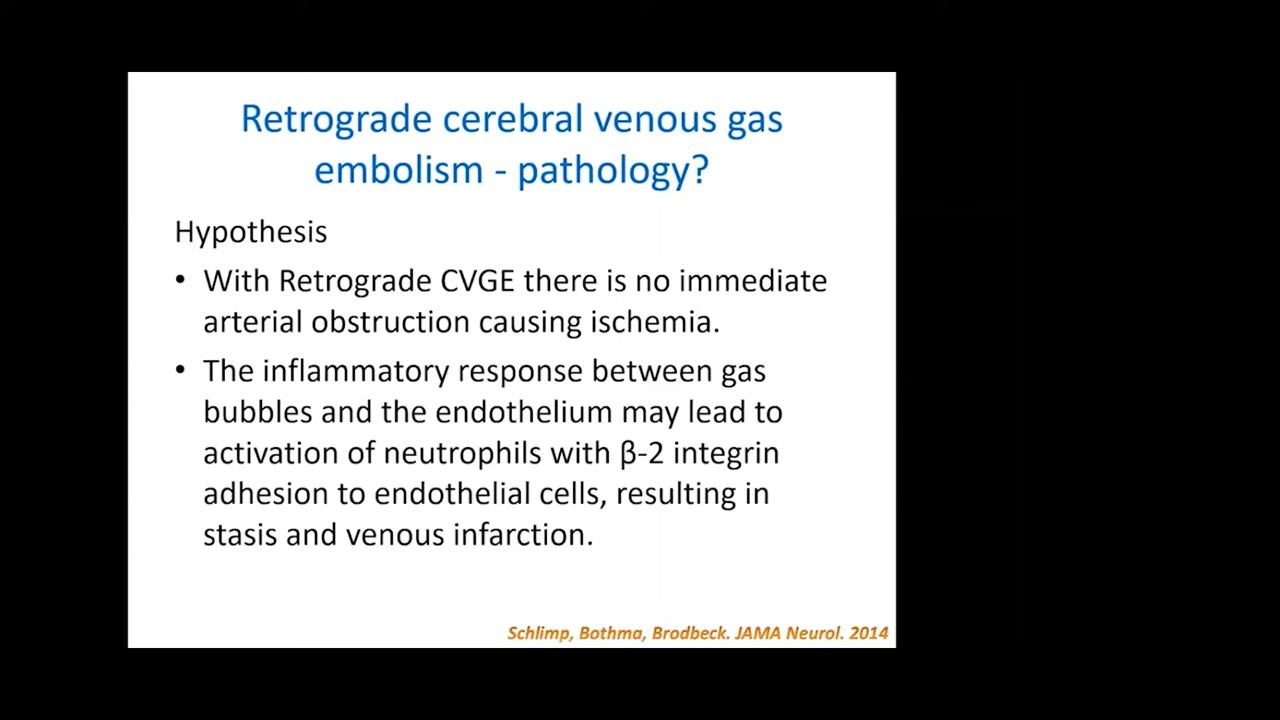 Retrograde cerebral venous gas
embolism - pathology?
Hypothesis
• With Retrograde CVGE there is no immediate
arterial obstruction causing ischemia.
• The inflammatory response between gas
bubbles and the endothelium may lead to
activation of neutrophils with β-2 integrin
adhesion to endothelial cells, resulting in
stasis and venous infarction.
Schlimp, Bothma, Brodbeck. JAMA Neurol. 2014